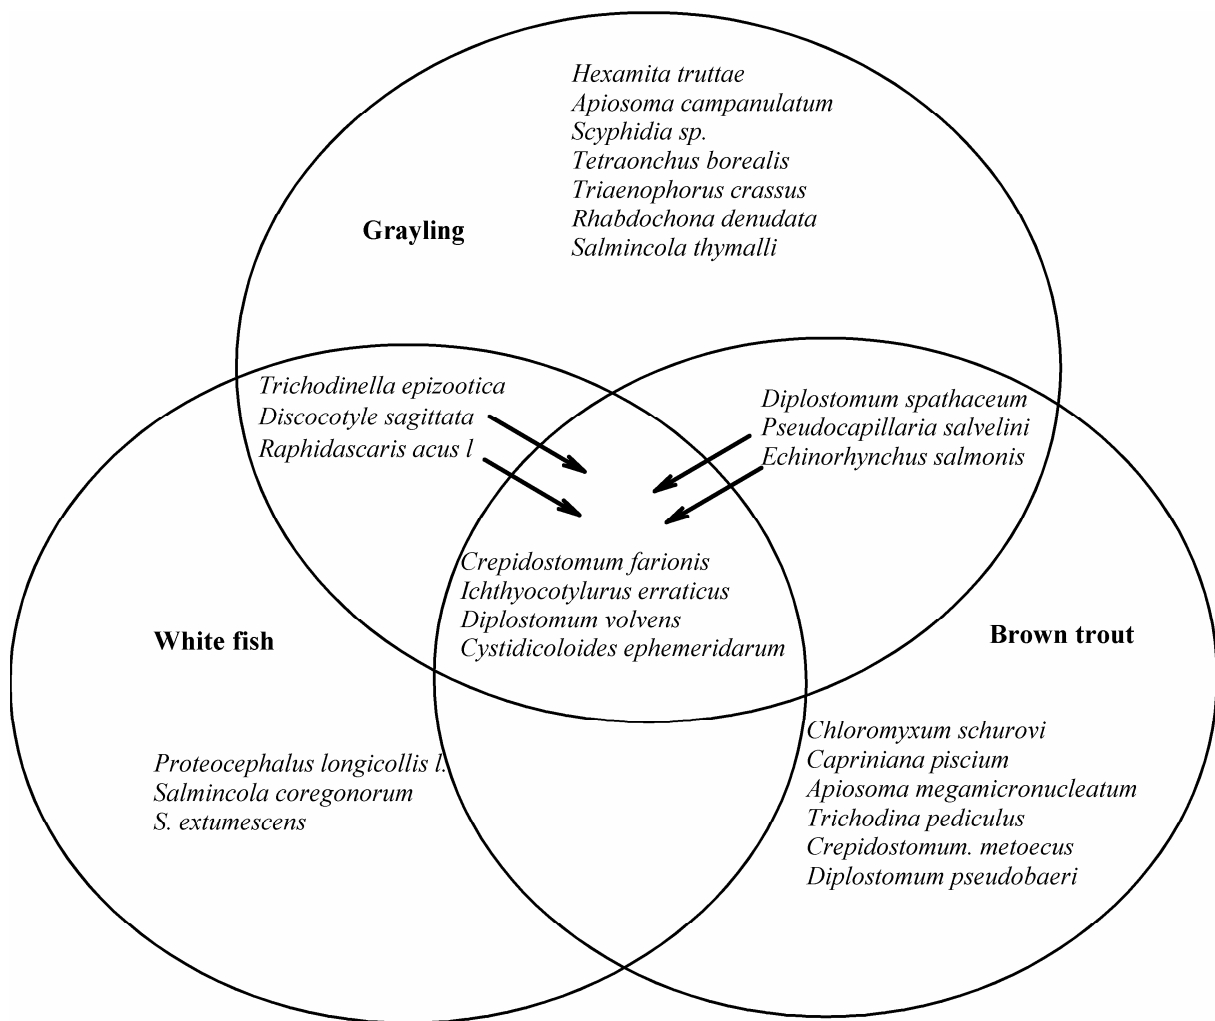 Hexamita truttae
Apiosoma campanulatum
Scyphidia sp.
Tetraonchus borealis
Triaenophorus crassus
Rhabdochona denudata
Salmincola thymalli
Grayling
Trichodinella epizootica
Discocotyle sagittata
Raphidascaris acus l
Diplostomum spathaceum
Pseudocapillaria salvelini
Echinorhynchus salmonis
Crepidostomum farionis
Ichthyocotylurus erraticus
Diplostomum volvens
Cystidicoloides ephemeridarum
White fish
Brown trout
Proteocephalus longicollis l.
Salmincola coregonorum
S. extumescens
Chloromyxum schurovi
Capriniana piscium
Apiosoma megamicronucleatum
Trichodina pediculus
Crepidostomum. metoecus
Diplostomum pseudobaeri